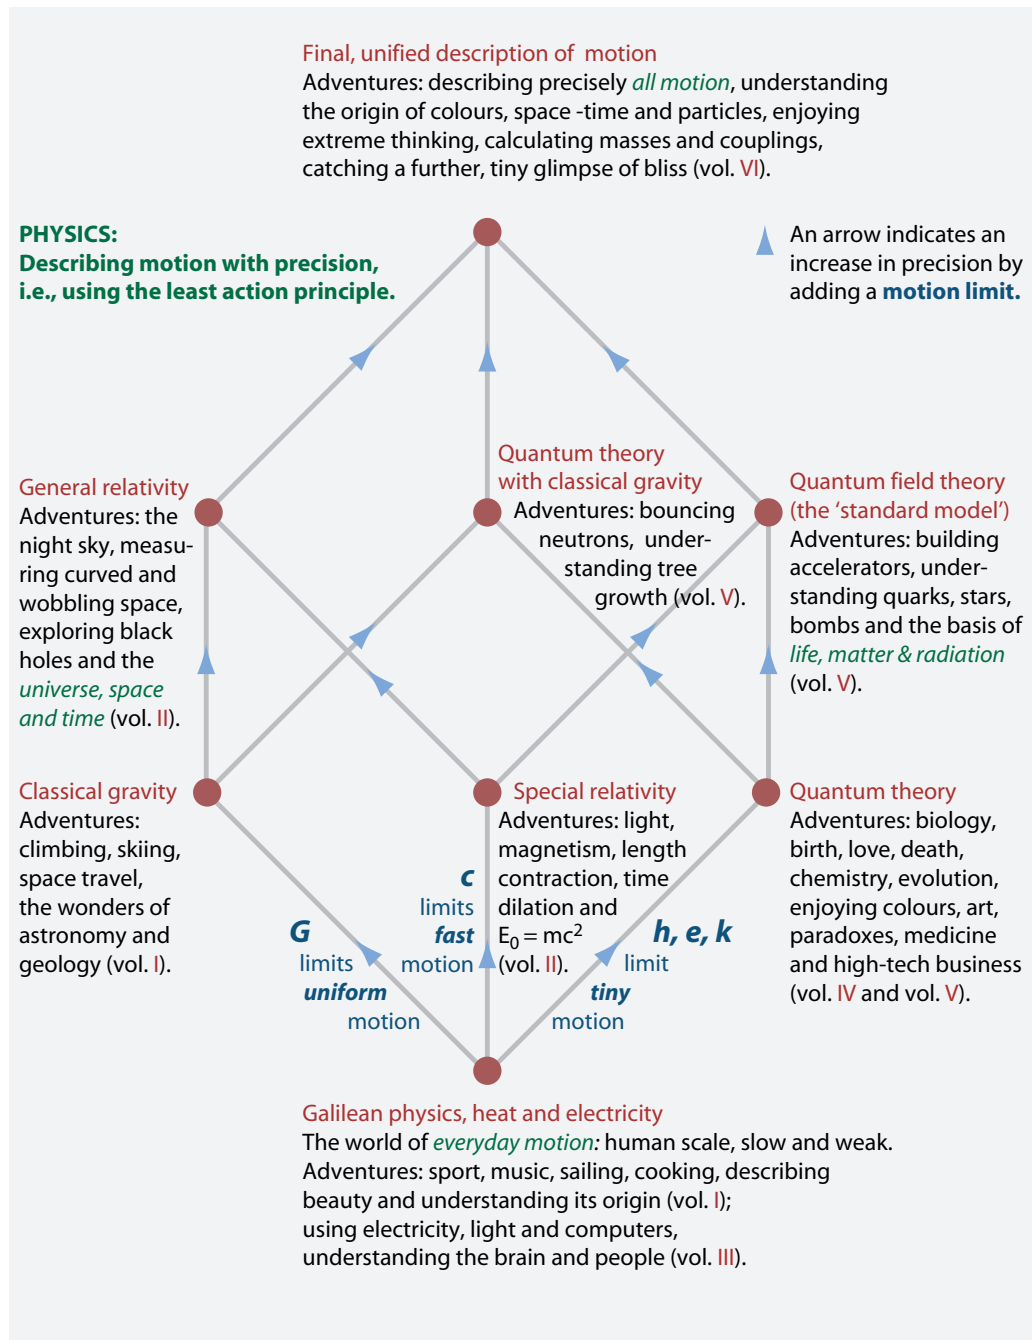 Final, unified description of motion
Adventures: describing precisely all motion, understanding
the origin of colours, space -time and particles, enjoying
extreme thinking, calculating masses and couplings,
catching a further, tiny glimpse of bliss (vol. VI).
PHYSICS:
Describing motion with precision,
i.e., using the least action principle.
An arrow indicates an
increase in precision by
adding a motion limit.
General relativity
Adventures: the
night sky, measu-
ring curved and
wobbling space,
exploring black
holes and the
universe, space
and time (vol. II).
Quantum theory
with classical gravity
Adventures: bouncing
neutrons, under-
standing tree
growth (vol. V).
Quantum field theory
(the ‘standard model’)
Adventures: building
accelerators, under-
standing quarks, stars,
bombs and the basis of
life, matter & radiation
(vol. V).
Classical gravity
Adventures:
climbing, skiing,
space travel,
the wonders of
astronomy and
geology (vol. I).
Special relativity
Adventures: light,
magnetism, length
contraction, time
dilation and
E₀ = mc²
(vol. II).
Quantum theory
Adventures: biology,
birth, love, death,
chemistry, evolution,
enjoying colours, art,
paradoxes, medicine
and high-tech business
(vol. IV and vol. V).
G
limits
uniform
motion
c
limits
fast
motion
h, e, k
limit
tiny
motion
Galilean physics, heat and electricity
The world of everyday motion: human scale, slow and weak.
Adventures: sport, music, sailing, cooking, describing
beauty and understanding its origin (vol. I);
using electricity, light and computers,
understanding the brain and people (vol. III).